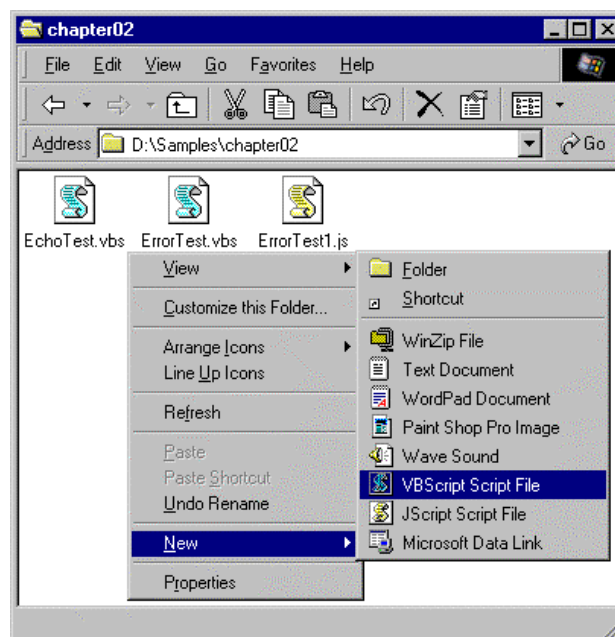 chapter02
File Edit View Go Favorites Help
Address D:\Samples\chapter02 Go
EchoTest.vbs ErrorTest.vbs ErrorTest1.js
View
Customize this Folder...
Arrange Icons
Line Up Icons
Refresh
Paste
Paste Shortcut
Undo Rename
New
Properties
Folder
Shortcut
WinZip File
Text Document
WordPad Document
Paint Shop Pro Image
Wave Sound
VBScript Script File
JScript Script File
Microsoft Data Link